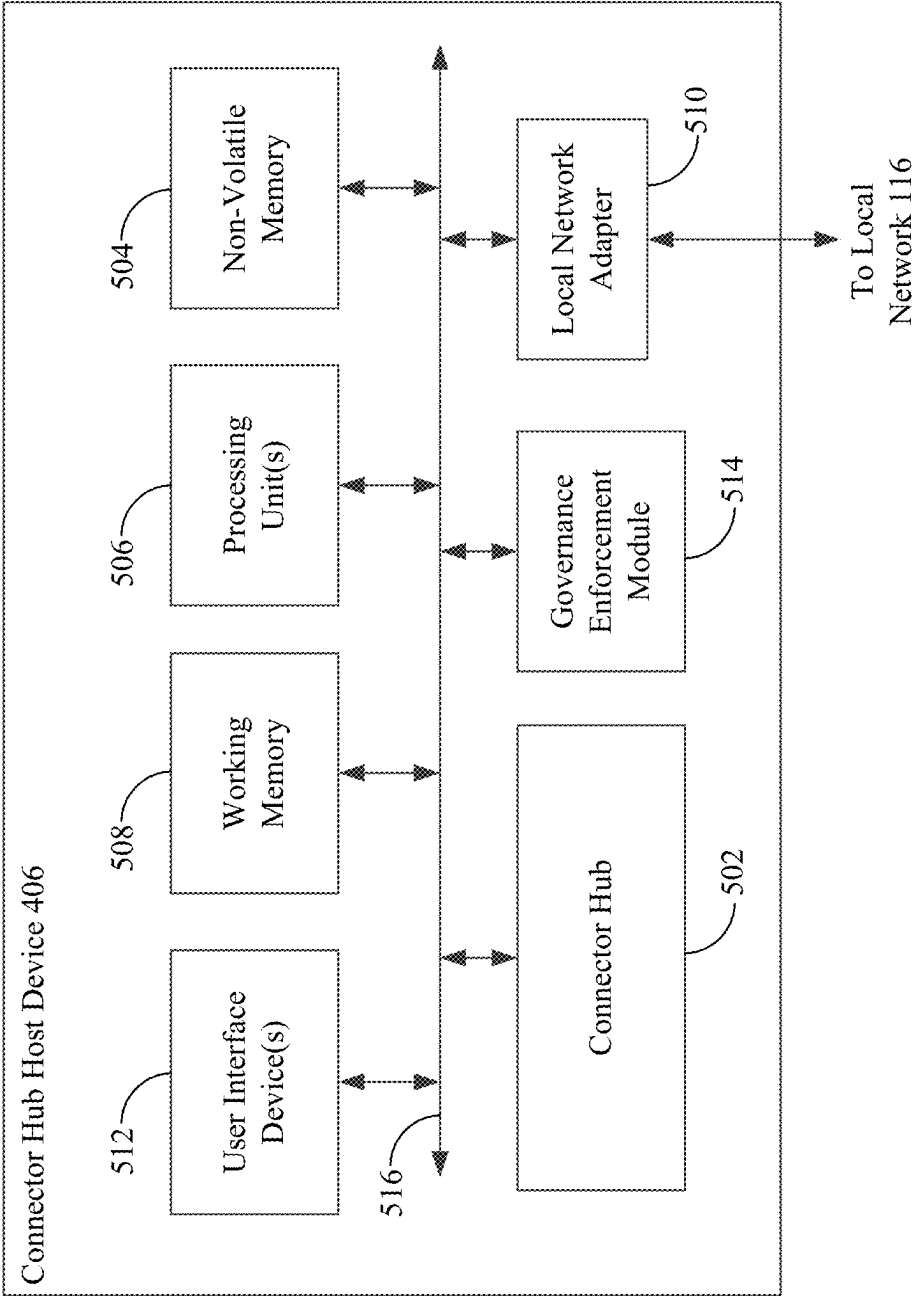 Connector Hub Host Device 406
512
508
506
504
User Interface
Device(s)
Working
Memory
Processing
Unit(s)
Non-Volatile
Memory
516
Connector Hub
Governance
Enforcement
Module
Local Network
Adapter
502
514
510
To Local
Network 116